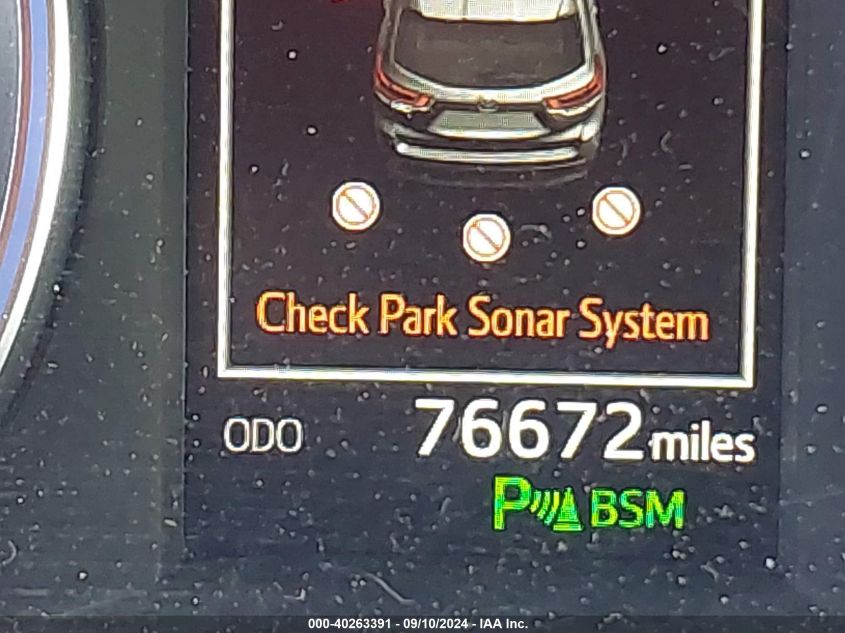 Check Park Sonar System
ODO 76672 miles
P BSM
000-40263391 - 09/10/2024 - IAA Inc.